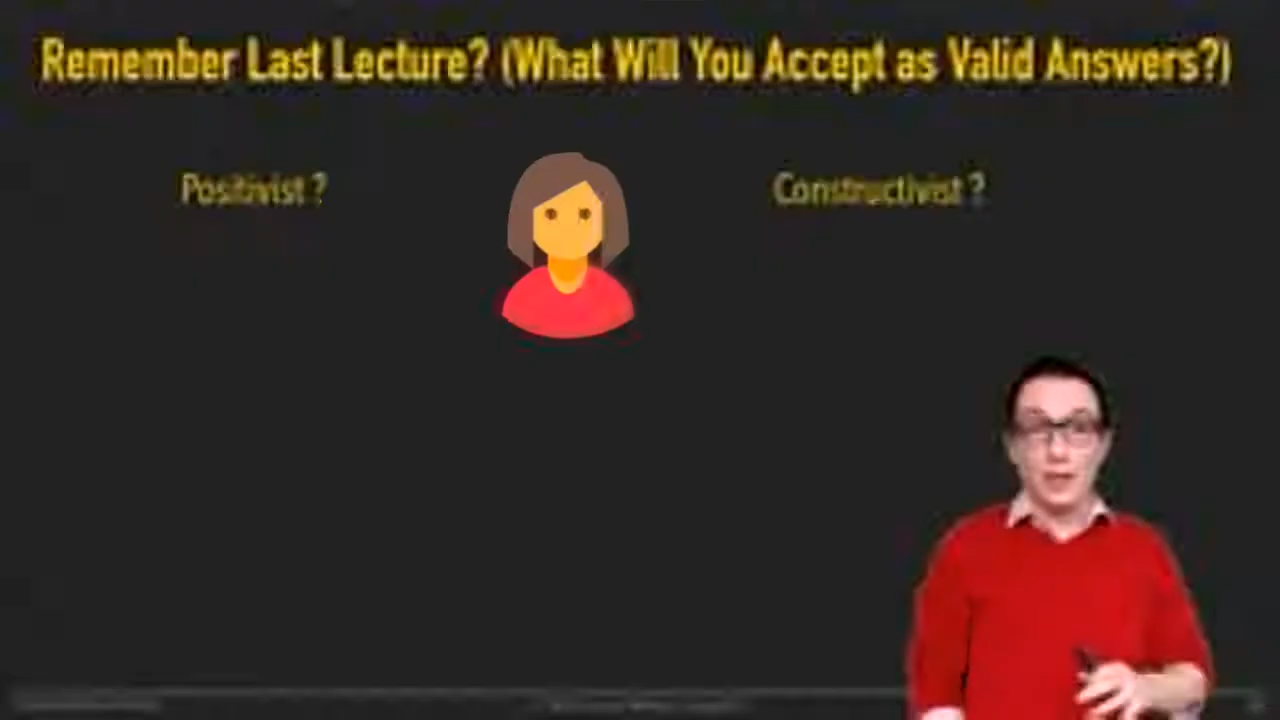 Remember Last Lecture? (What Will You Accept as Valid Answers?)
Positivist?
Constructivist?